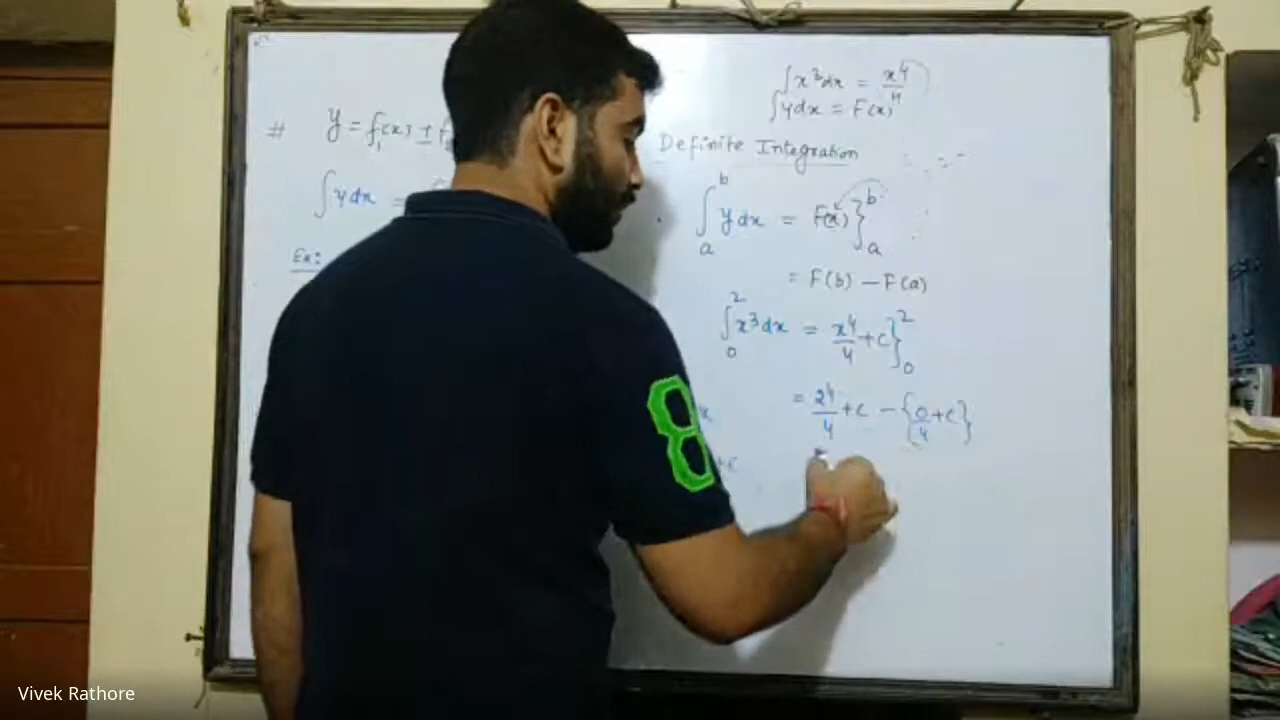 # y = f₁(x) ±
∫ydx =
Ex:
∫x³dx = x⁴/4
∫ydx = F(x)
Definite Integration
∫ₐᵇ ydx = F(x)}ₐᵇ
= F(b) — F(a)
∫₀² x³dx = x⁴/4 + c}₀²
= 2⁴/4 + c — {0/4 + c}
+c
8
Vivek Rathore